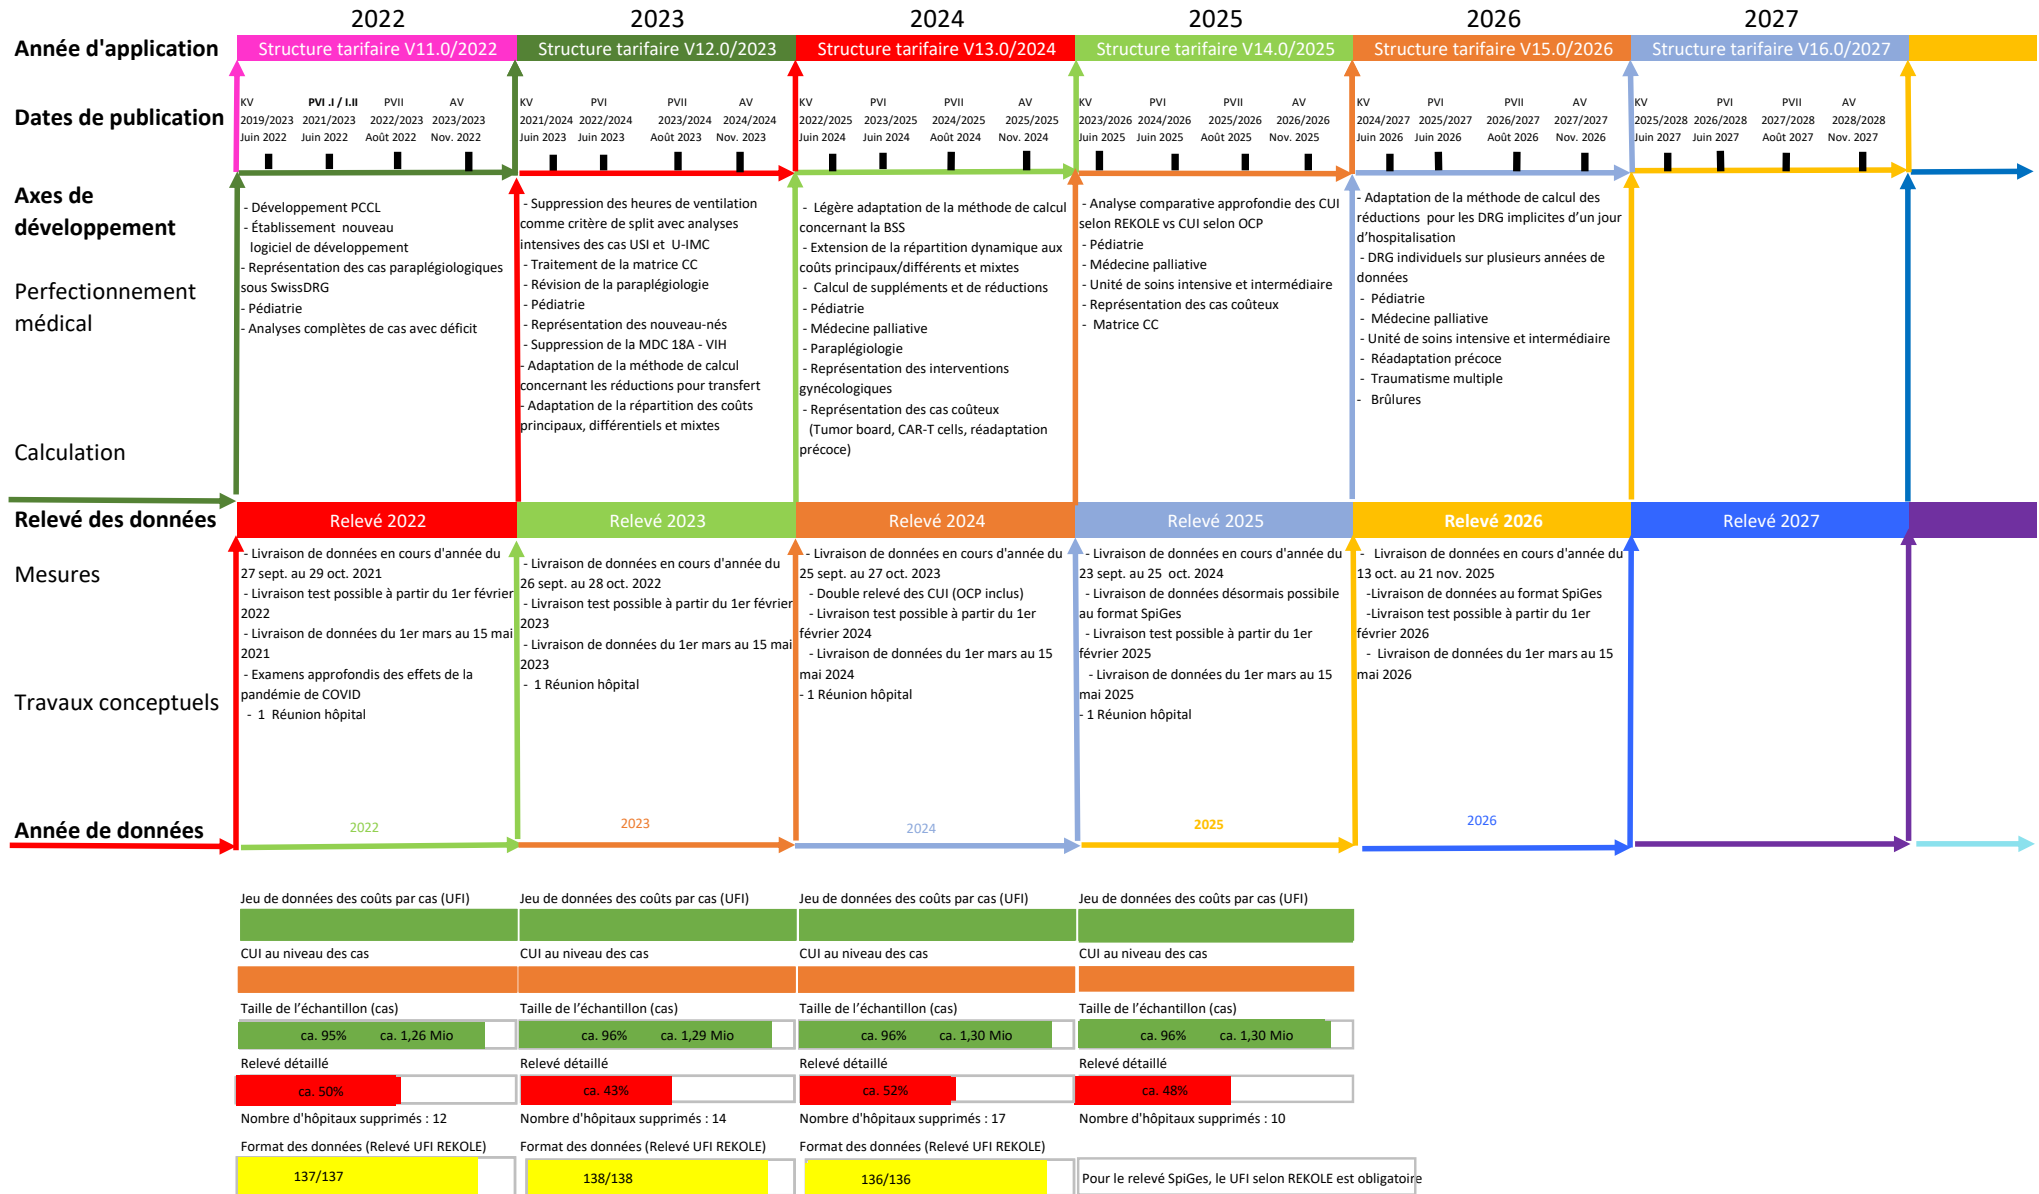 2022 2023 2024 2025 2026 2027
Année d'application
Structure tarifaire V11.0/2022 Structure tarifaire V12.0/2023 Structure tarifaire V13.0/2024 Structure tarifaire V14.0/2025 Structure tarifaire V15.0/2026 Structure tarifaire V16.0/2027
Dates de publication
KV PVI .I / I.II PVII AV
2019/2023 2021/2023 2022/2023 2023/2023
Juin 2022 Juin 2022 Août 2022 Nov. 2022
KV PVI PVII AV
2021/2024 2022/2024 2023/2024 2024/2024
Juin 2023 Juin 2023 Août 2023 Nov. 2023
KV PVI PVII AV
2022/2025 2023/2025 2024/2025 2025/2025
Juin 2024 Juin 2024 Août 2024 Nov. 2024
KV PVI PVII AV
2023/2026 2024/2026 2025/2026 2026/2026
Juin 2025 Juin 2025 Août 2025 Nov. 2025
KV PVI PVII AV
2024/2027 2025/2027 2026/2027 2027/2027
Juin 2026 Juin 2026 Août 2026 Nov. 2026
KV PVI PVII AV
2025/2028 2026/2028 2027/2028 2028/2028
Juin 2027 Juin 2027 Août 2027 Nov. 2027
Axes de
développement
Perfectionnement
médical
Calculation
- Développement PCCL
- Établissement nouveau
logiciel de développement
- Représentation des cas paraplégiologiques
sous SwissDRG
- Pédiatrie
- Analyses complètes de cas avec déficit
- Suppression des heures de ventilation
comme critère de split avec analyses
intensives des cas USI et U-IMC
- Traitement de la matrice CC
- Révision de la paraplégiologie
- Pédiatrie
- Représentation des nouveau-nés
- Suppression de la MDC 18A - VIH
- Adaptation de la méthode de calcul
concernant les réductions pour transfert
- Adaptation de la répartition des coûts
principaux, différentiels et mixtes
- Légère adaptation de la méthode de calcul
concernant la BSS
- Extension de la répartition dynamique aux
coûts principaux/différents et mixtes
- Calcul de suppléments et de réductions
- Pédiatrie
- Médecine palliative
- Paraplégiologie
- Représentation des interventions
gynécologiques
- Représentation des cas coûteux
(Tumor board, CAR-T cells, réadaptation
précoce)
- Analyse comparative approfondie des CUI
selon REKOLE vs CUI selon OCP
- Pédiatrie
- Médecine palliative
- Unité de soins intensive et intermédiaire
- Représentation des cas coûteux
- Matrice CC
- Adaptation de la méthode de calcul des
réductions pour les DRG implicites d'un jour
d'hospitalisation
- DRG individuels sur plusieurs années de
données
- Pédiatrie
- Médecine palliative
- Unité de soins intensive et intermédiaire
- Réadaptation précoce
- Traumatisme multiple
- Brûlures
Relevé des données
Relevé 2022 Relevé 2023 Relevé 2024 Relevé 2025 Relevé 2026 Relevé 2027
Mesures
Travaux conceptuels
- Livraison de données en cours d'année du
27 sept. au 29 oct. 2021
- Livraison test possible à partir du 1er février
2022
- Livraison de données du 1er mars au 15 mai
2021
- Examens approfondis des effets de la
pandémie de COVID
- 1 Réunion hôpital
- Livraison de données en cours d'année du
26 sept. au 28 oct. 2022
- Livraison test possible à partir du 1er février
2023
- Livraison de données du 1er mars au 15 mai
2023
- 1 Réunion hôpital
- Livraison de données en cours d'année du
25 sept. au 27 oct. 2023
- Double relevé des CUI (OCP inclus)
- Livraison test possible à partir du 1er
février 2024
- Livraison de données du 1er mars au 15
mai 2024
- 1 Réunion hôpital
- Livraison de données en cours d'année du
23 sept. au 25 oct. 2024
- Livraison de données désormais possibile
au format SpiGes
- Livraison test possible à partir du 1er
février 2025
- Livraison de données du 1er mars au 15
mai 2025
- 1 Réunion hôpital
- Livraison de données en cours d'année du
13 oct. au 21 nov. 2025
-Livraison de données au format SpiGes
-Livraison test possible à partir du 1er
février 2026
- Livraison de données du 1er mars au 15
mai 2026
Année de données
2022 2023 2024 2025 2026
Jeu de données des coûts par cas (UFI) Jeu de données des coûts par cas (UFI) Jeu de données des coûts par cas (UFI) Jeu de données des coûts par cas (UFI)
CUI au niveau des cas CUI au niveau des cas CUI au niveau des cas CUI au niveau des cas
Taille de l'échantillon (cas) Taille de l'échantillon (cas) Taille de l'échantillon (cas) Taille de l'échantillon (cas)
ca. 95% ca. 1,26 Mio ca. 96% ca. 1,29 Mio ca. 96% ca. 1,30 Mio ca. 96% ca. 1,30 Mio
Relevé détaillé Relevé détaillé Relevé détaillé Relevé détaillé
ca. 50% ca. 43% ca. 52% ca. 48%
Nombre d'hôpitaux supprimés : 12 Nombre d'hôpitaux supprimés : 14 Nombre d'hôpitaux supprimés : 17 Nombre d'hôpitaux supprimés : 10
Format des données (Relevé UFI REKOLE) Format des données (Relevé UFI REKOLE) Format des données (Relevé UFI REKOLE)
137/137 138/138 136/136 Pour le relevé SpiGes, le UFI selon REKOLE est obligatoire